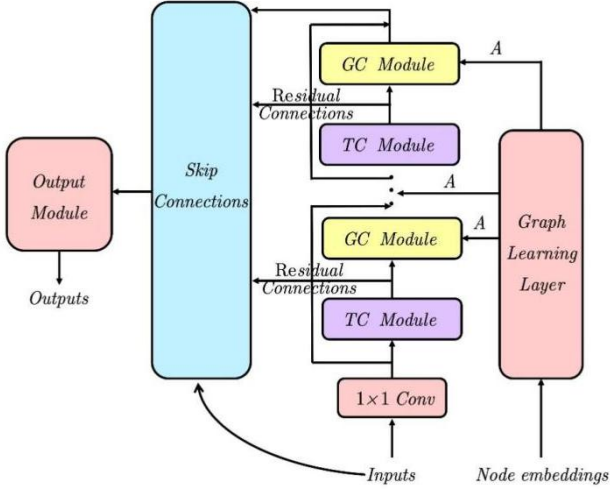 GC Module
A
Residual
Connections
TC Module
Skip
Connections
Output
Module
A
Graph
Learning
Layer
GC Module
A
Residual
Connections
Outputs
TC Module
1×1 Conv
Inputs
Node embeddings